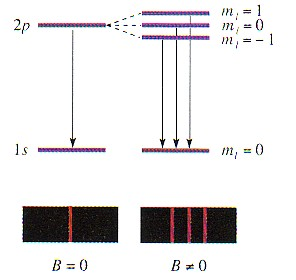 2p
m_l = 1
m_l = 0
m_l = −1
1s
m_l = 0
B = 0
B ≠ 0